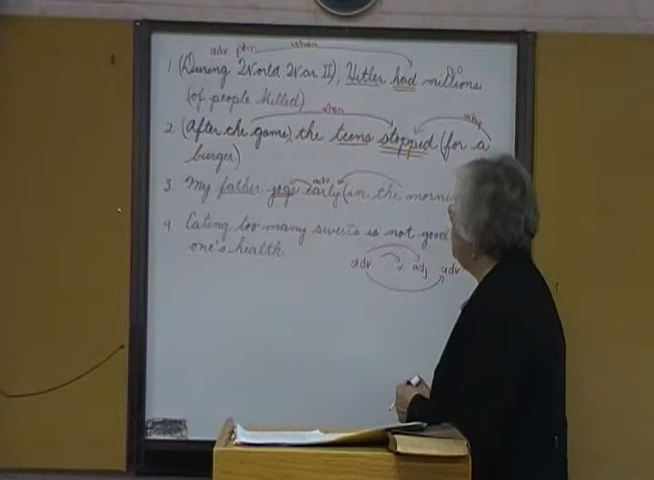 adv phr when
1. (During World War II), Hitler had millions D.O.
(of people killed)
when why
2. (After the game), the teens stopped (for a
burger)
adv
3. My father jogs early (in the morni
4. Eating too many sweets is not good
one's health.
adv v. adj adv